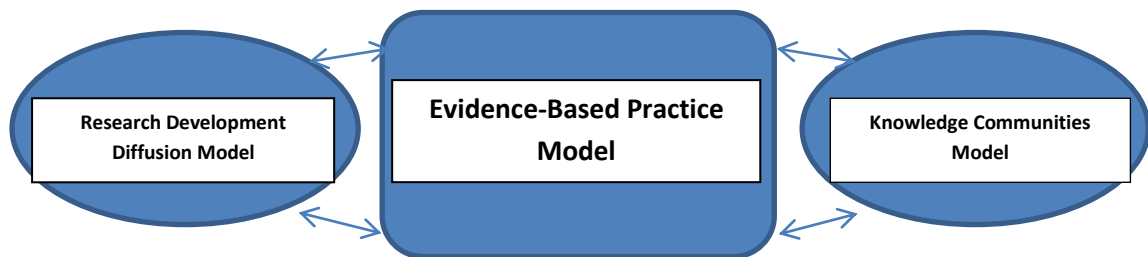 Research Development
Diffusion Model
Evidence-Based Practice
Model
Knowledge Communities
Model